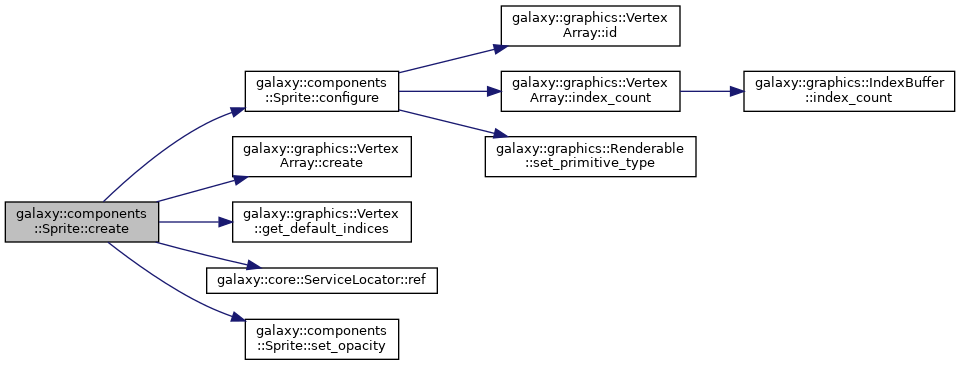 galaxy::graphics::Vertex
Array::id
galaxy::components
::Sprite::configure
galaxy::graphics::Vertex
Array::index_count
galaxy::graphics::IndexBuffer
::index_count
galaxy::graphics::Vertex
Array::create
galaxy::graphics::Renderable
::set_primitive_type
galaxy::components
::Sprite::create
galaxy::graphics::Vertex
::get_default_indices
galaxy::core::ServiceLocator::ref
galaxy::components
::Sprite::set_opacity